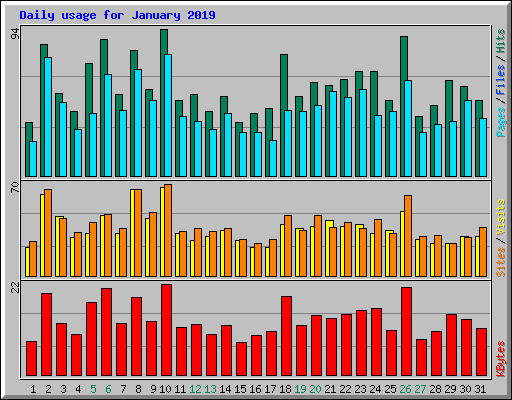 Daily usage for January 2019
94
Pages / Files / Hits
70
Sites / Visits
22
KBytes
1 2 3 4 5 6 7 8 9 10 11 12 13 14 15 16 17 18 19 20 21 22 23 24 25 26 27 28 29 30 31